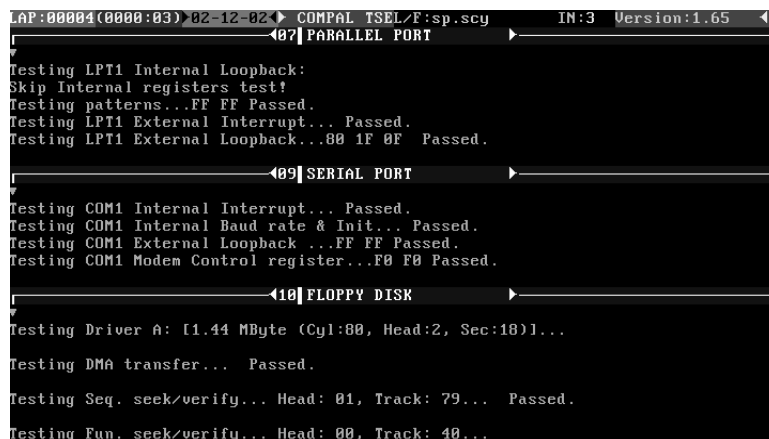 LAP:00004(0000:03) 02-12-02 COMPAL TSEL/F:sp.scy IN:3 Version:1.65
07 PARALLEL PORT
Testing LPT1 Internal Loopback:
Skip Internal registers test!
Testing patterns...FF FF Passed.
Testing LPT1 External Interrupt... Passed.
Testing LPT1 External Loopback...80 1F 0F  Passed.
09 SERIAL PORT
Testing COM1 Internal Interrupt... Passed.
Testing COM1 Internal Baud rate & Init... Passed.
Testing COM1 External Loopback ...FF FF Passed.
Testing COM1 Modem Control register...F0 F0 Passed.
10 FLOPPY DISK
Testing Driver A: [1.44 MByte (Cyl:80, Head:2, Sec:18)]...
Testing DMA transfer...  Passed.
Testing Seq. seek/verify... Head: 01, Track: 79...  Passed.
Testing Fun. seek/verify... Head: 00, Track: 40...